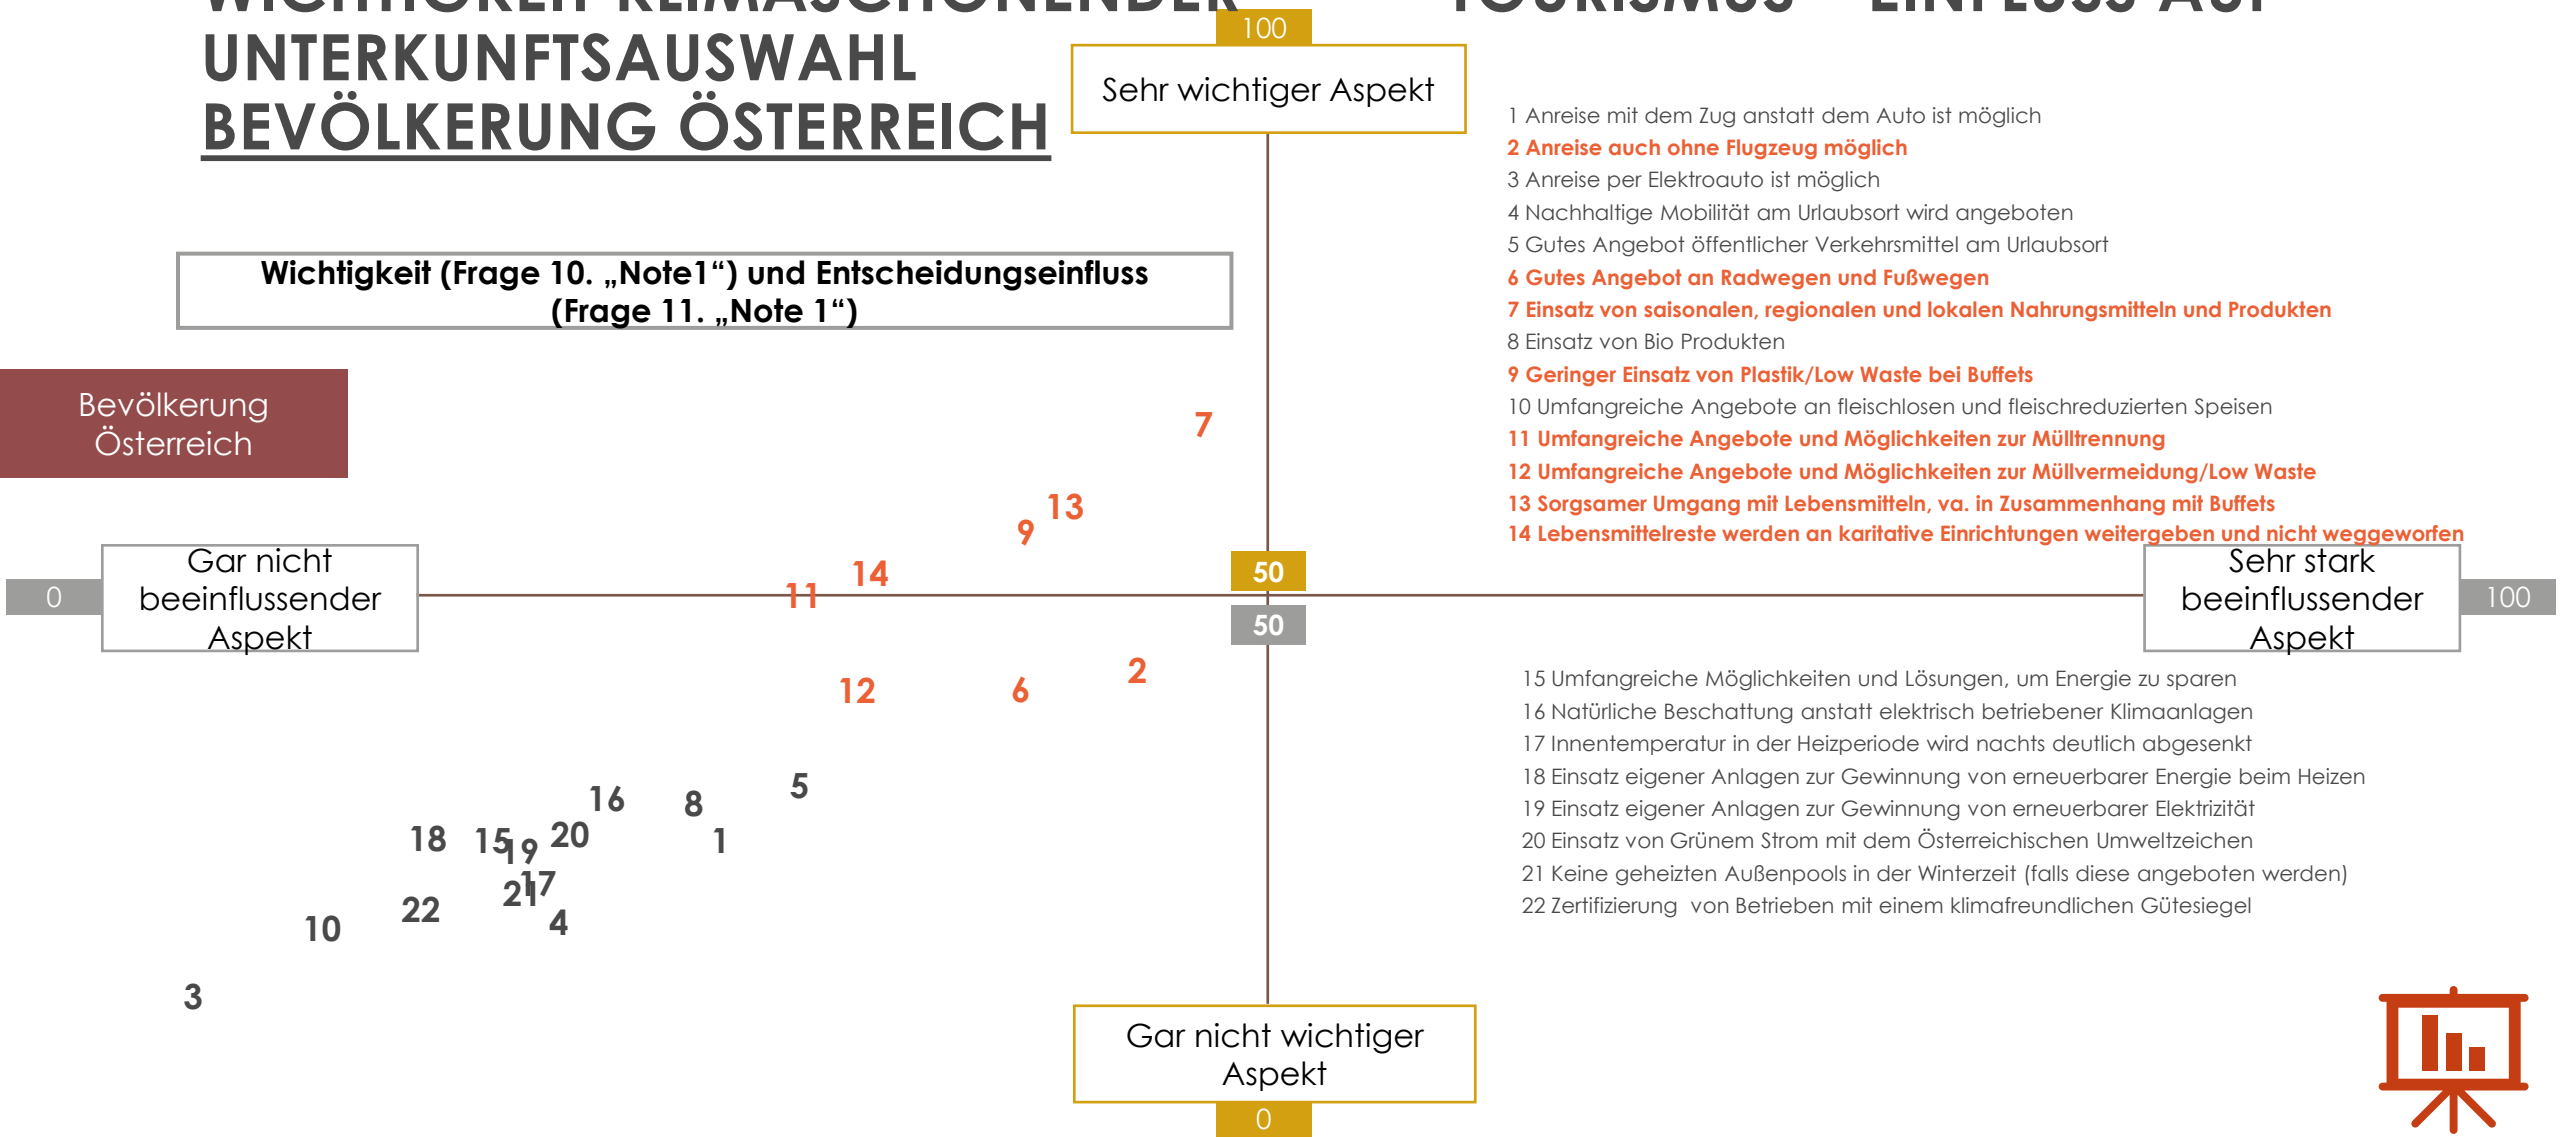 WICHTIGKEIT KLIMASCHONENDER TOURISMUS – EINFLUSS AUF
UNTERKUNFTSAUSWAHL
BEVÖLKERUNG ÖSTERREICH
100
Sehr wichtiger Aspekt
Wichtigkeit (Frage 10. „Note1“) und Entscheidungseinfluss
(Frage 11. „Note 1“)
Bevölkerung
Österreich
1 Anreise mit dem Zug anstatt dem Auto ist möglich
2 Anreise auch ohne Flugzeug möglich
3 Anreise per Elektroauto ist möglich
4 Nachhaltige Mobilität am Urlaubsort wird angeboten
5 Gutes Angebot öffentlicher Verkehrsmittel am Urlaubsort
6 Gutes Angebot an Radwegen und Fußwegen
7 Einsatz von saisonalen, regionalen und lokalen Nahrungsmitteln und Produkten
8 Einsatz von Bio Produkten
9 Geringer Einsatz von Plastik/Low Waste bei Buffets
10 Umfangreiche Angebote an fleischlosen und fleischreduzierten Speisen
11 Umfangreiche Angebote und Möglichkeiten zur Mülltrennung
12 Umfangreiche Angebote und Möglichkeiten zur Müllvermeidung/Low Waste
13 Sorgsamer Umgang mit Lebensmitteln, va. in Zusammenhang mit Buffets
14 Lebensmittelreste werden an karitative Einrichtungen weitergeben und nicht weggeworfen
7
13
9
14
11
50
50
0
Gar nicht
beeinflussender
Aspekt
Sehr stark
beeinflussender
Aspekt
100
2
12
6
5
16
8
18
15
19
20
1
21
17
22
4
10
3
15 Umfangreiche Möglichkeiten und Lösungen, um Energie zu sparen
16 Natürliche Beschattung anstatt elektrisch betriebener Klimaanlagen
17 Innentemperatur in der Heizperiode wird nachts deutlich abgesenkt
18 Einsatz eigener Anlagen zur Gewinnung von erneuerbarer Energie beim Heizen
19 Einsatz eigener Anlagen zur Gewinnung von erneuerbarer Elektrizität
20 Einsatz von Grünem Strom mit dem Österreichischen Umweltzeichen
21 Keine geheizten Außenpools in der Winterzeit (falls diese angeboten werden)
22 Zertifizierung von Betrieben mit einem klimafreundlichen Gütesiegel
Gar nicht wichtiger
Aspekt
0